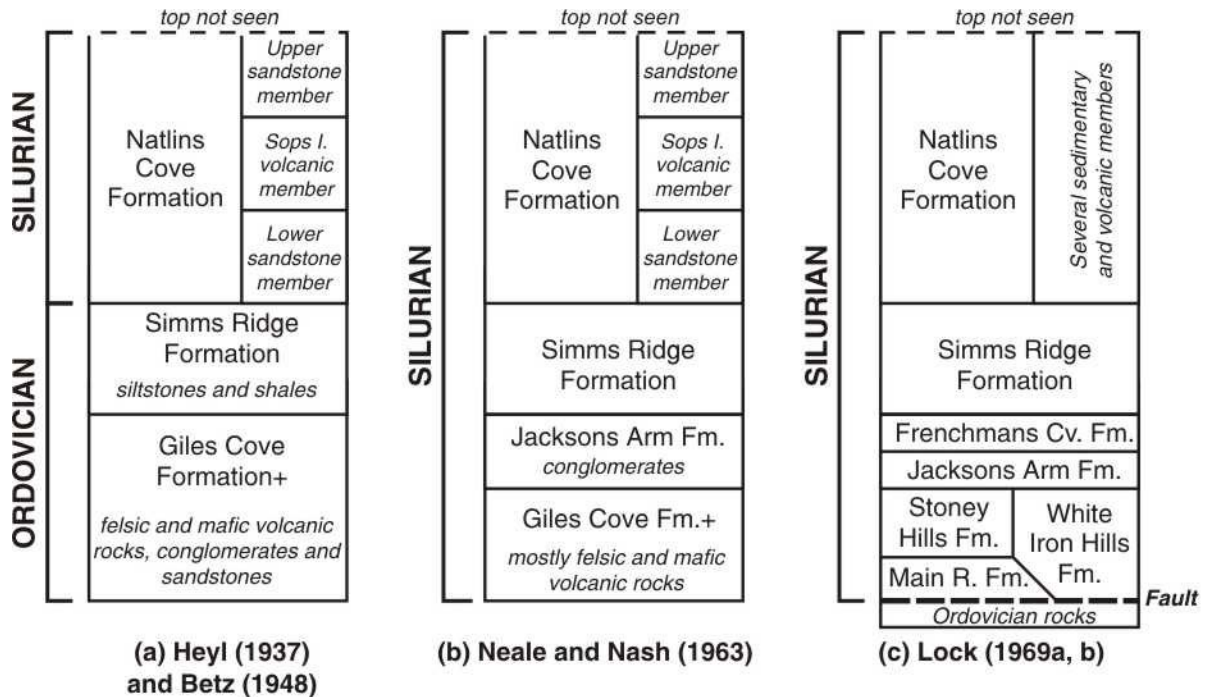 top not seen
SILURIAN
ORDOVICIAN
Natlins
Cove
Formation
Upper
sandstone
member
Sops I.
volcanic
member
Lower
sandstone
member
Simms Ridge
Formation
siltstones and shales
Giles Cove
Formation+
felsic and mafic volcanic
rocks, conglomerates and
sandstones
(a) Heyl (1937)
and Betz (1948)
top not seen
SILURIAN
Natlins
Cove
Formation
Upper
sandstone
member
Sops I.
volcanic
member
Lower
sandstone
member
Simms Ridge
Formation
Jacksons Arm Fm.
conglomerates
Giles Cove Fm.+
mostly felsic and mafic
volcanic rocks
(b) Neale and Nash (1963)
top not seen
SILURIAN
Natlins
Cove
Formation
Several sedimentary
and volcanic members
Simms Ridge
Formation
Frenchmans Cv. Fm.
Jacksons Arm Fm.
Stoney
Hills Fm.
White
Iron Hills
Fm.
Main R. Fm.
Fault
Ordovician rocks
(c) Lock (1969a, b)